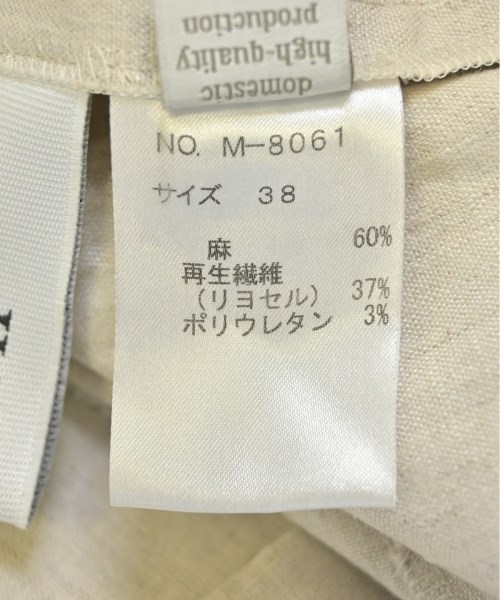 domestic
high-quality
production
NO. M-8061
サイズ 38
麻 60%
再生繊維
（リヨセル） 37%
ポリウレタン 3%